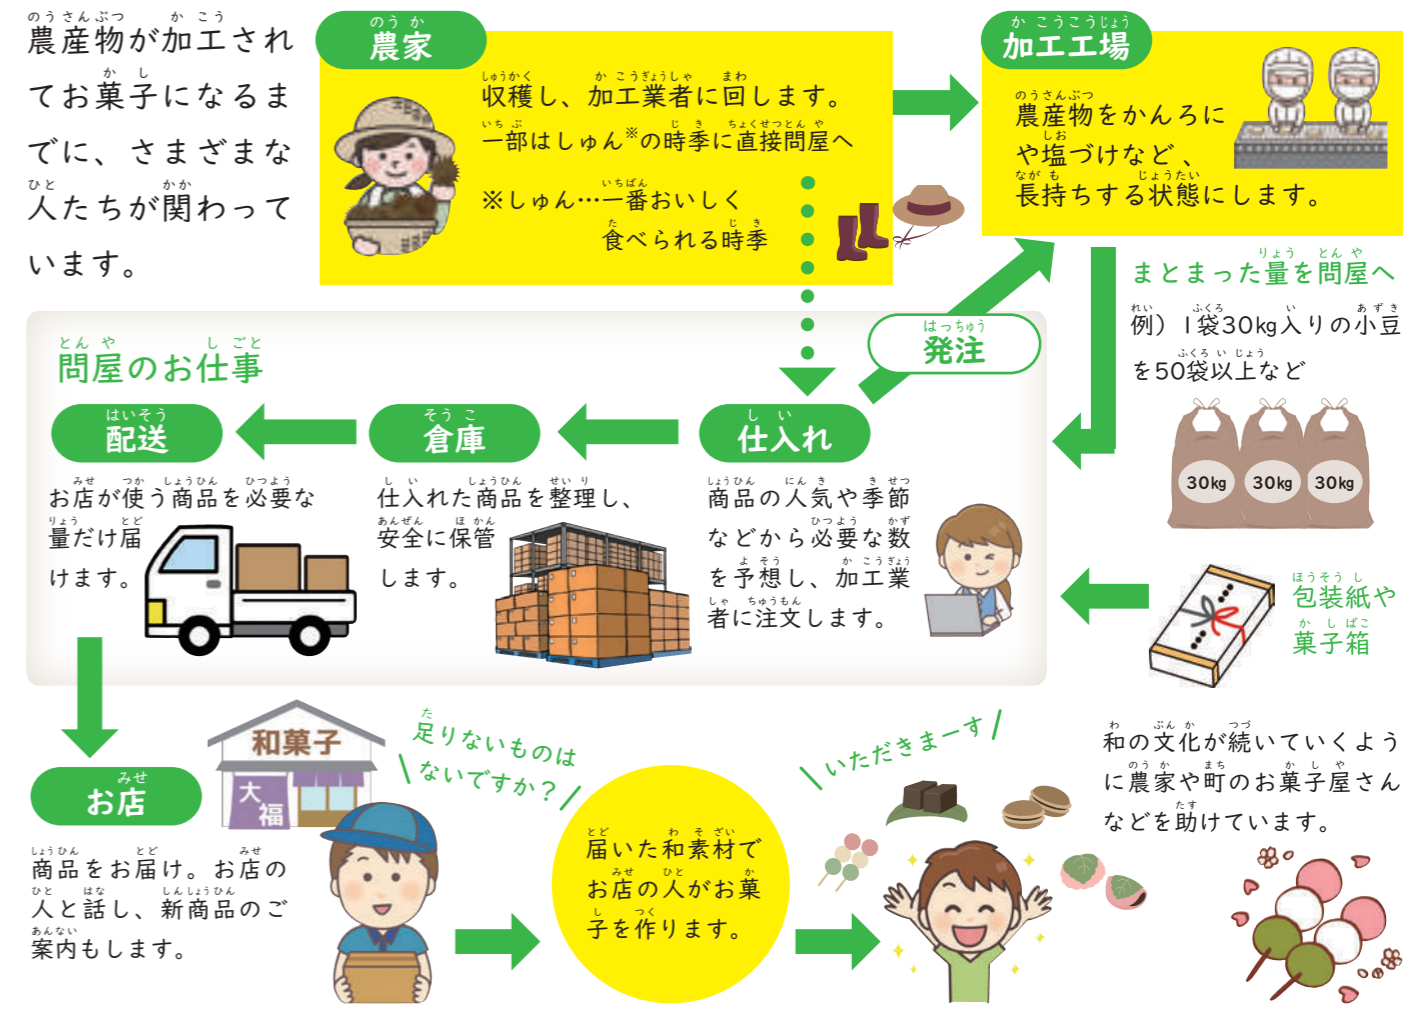 農産物が加工され
てお菓子になるま
でに、さまざまな
人たちが関わって
います。
農家
収穫し、加工業者に回します。
一部はしゅん※の時季に直接問屋へ
※しゅん…一番おいしく
食べられる時季
加工工場
農産物をかんろに
や塩づけなど、
長持ちする状態にします。
まとまった量を問屋へ
例）1袋30kg入りの小豆
を50袋以上など
30kg 30kg 30kg
発注
問屋のお仕事
仕入れ
商品の人気や季節
などから必要な数
を予想し、加工業
者に注文します。
倉庫
仕入れた商品を整理し、
安全に保管
します。
配送
お店が使う商品を必要な
量だけ届
けます。
包装紙や
菓子箱
お店
商品をお届け。お店の
人と話し、新商品のご
案内もします。
和菓子
大福
足りないものは
ないですか？
届いた和素材で
お店の人がお菓
子を作ります。
いただきまーす
和の文化が続いていくよう
に農家や町のお菓子屋さん
などを助けています。